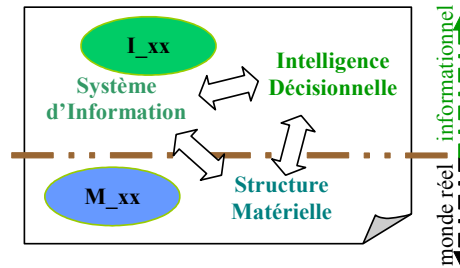 I_xx
Intelligence
Décisionnelle
Système
d'Information
M_xx
Structure
Matérielle
informationnel
monde réel